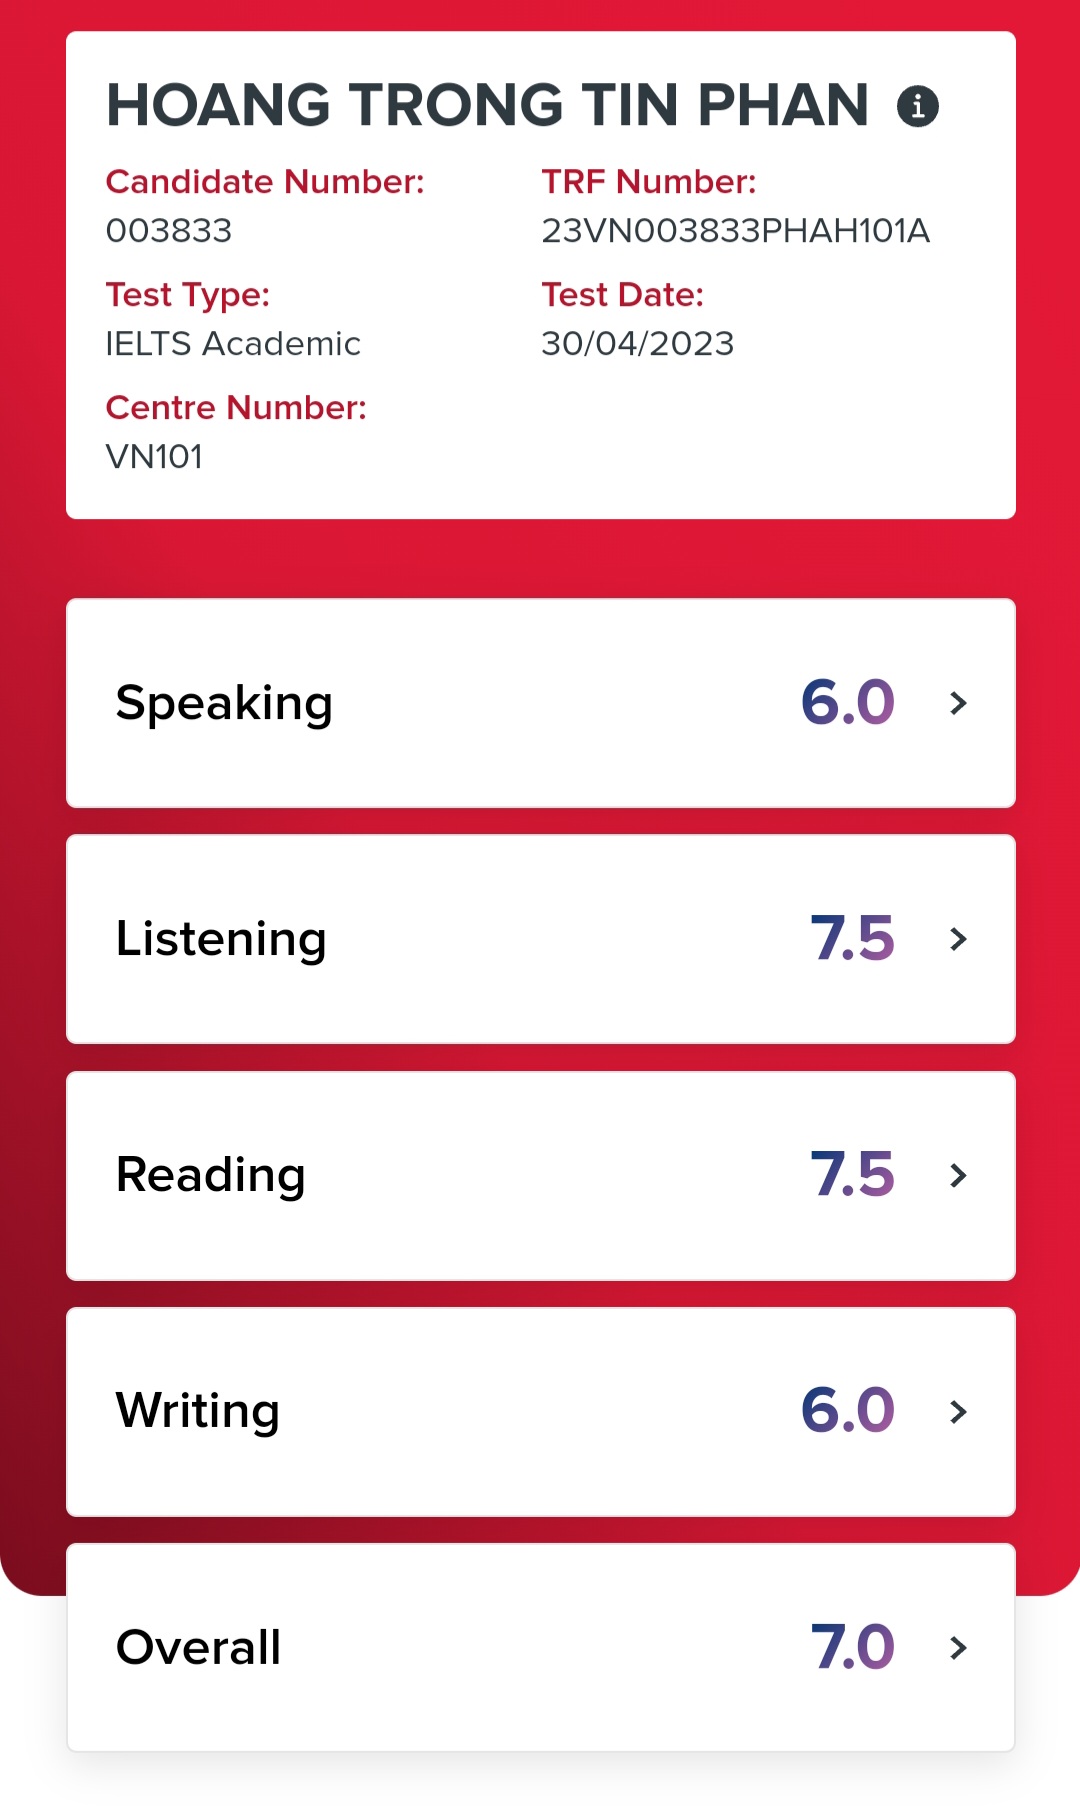 HOANG TRONG TIN PHAN
Candidate Number: TRF Number:
003833 23VN003833PHAH101A
Test Type: Test Date:
IELTS Academic 30/04/2023
Centre Number:
VN101
Speaking 6.0
Listening 7.5
Reading 7.5
Writing 6.0
Overall 7.0